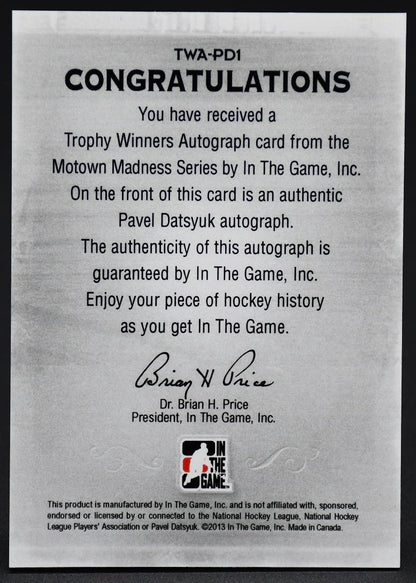 TWA-PD1
CONGRATULATIONS
You have received a
Trophy Winners Autograph card from the
Motown Madness Series by In The Game, Inc.
On the front of this card is an authentic
Pavel Datsyuk autograph.
The authenticity of this autograph is
guaranteed by In The Game, Inc.
Enjoy your piece of hockey history
as you get In The Game.
Brian H Price
Dr. Brian H. Price
President, In The Game, Inc.
IN
THE
GAME
This product is manufactured by In The Game, Inc. and is not affiliated with, sponsored,
endorsed or licensed by or connected to the National Hockey League, National Hockey
League Players' Association or Pavel Datsyuk. ©2013 In The Game, Inc. Made in Canada.